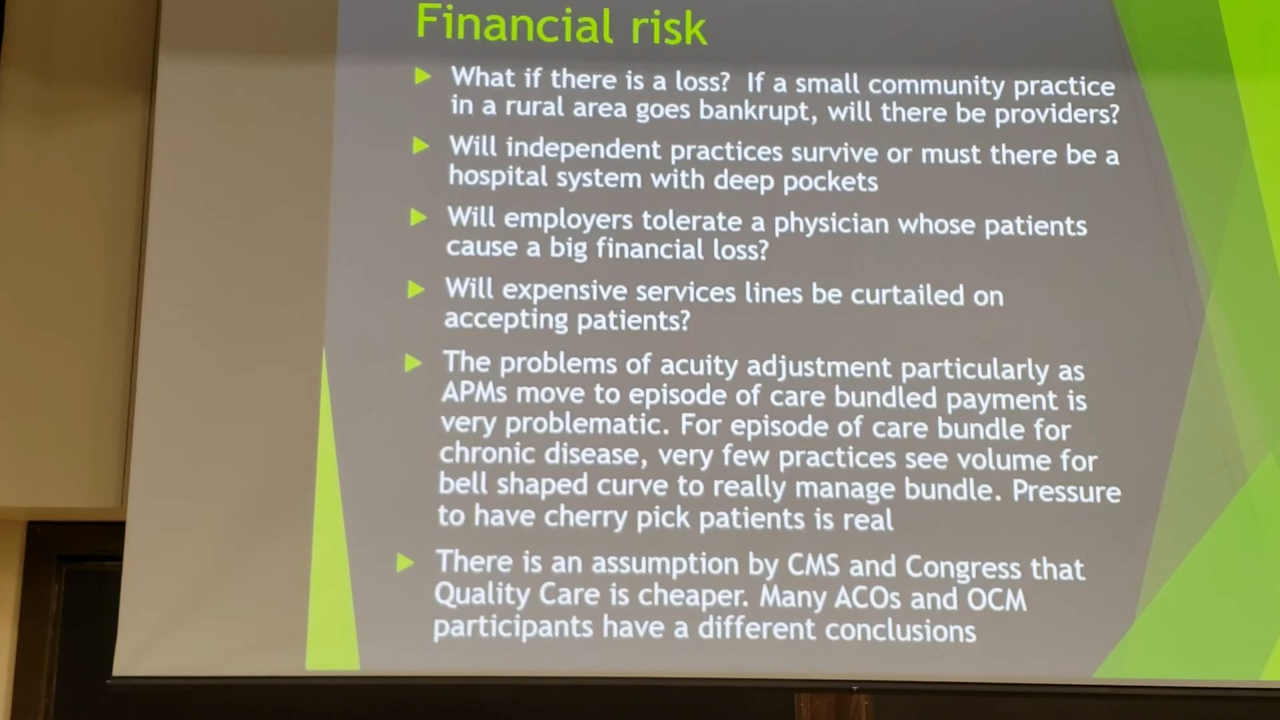 Financial risk
What if there is a loss? If a small community practice
in a rural area goes bankrupt, will there be providers?
Will independent practices survive or must there be a
hospital system with deep pockets
Will employers tolerate a physician whose patients
cause a big financial loss?
Will expensive services lines be curtailed on
accepting patients?
The problems of acuity adjustment particularly as
APMs move to episode of care bundled payment is
very problematic. For episode of care bundle for
chronic disease, very few practices see volume for
bell shaped curve to really manage bundle. Pressure
to have cherry pick patients is real
There is an assumption by CMS and Congress that
Quality Care is cheaper. Many ACOs and OCM
participants have a different conclusions